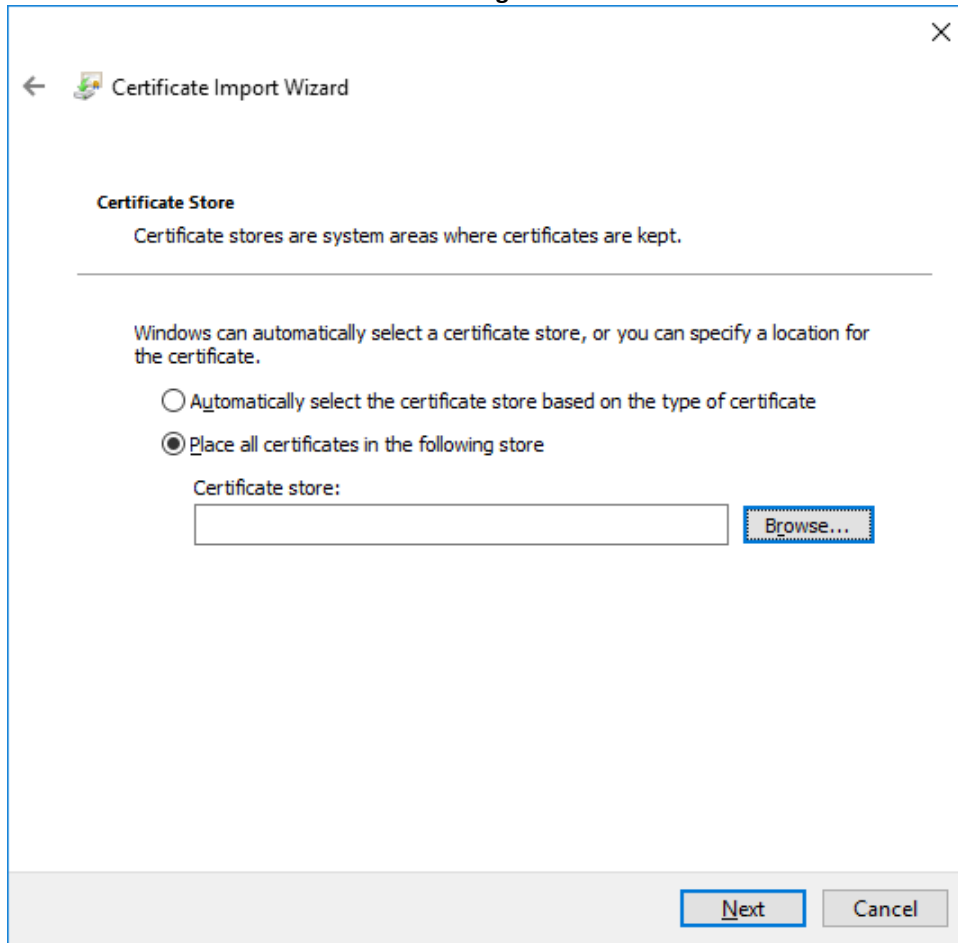 Certificate Import Wizard
Certificate Store
Certificate stores are system areas where certificates are kept.
Windows can automatically select a certificate store, or you can specify a location for
the certificate.
Automatically select the certificate store based on the type of certificate
Place all certificates in the following store
Certificate store:
Browse...
Next
Cancel